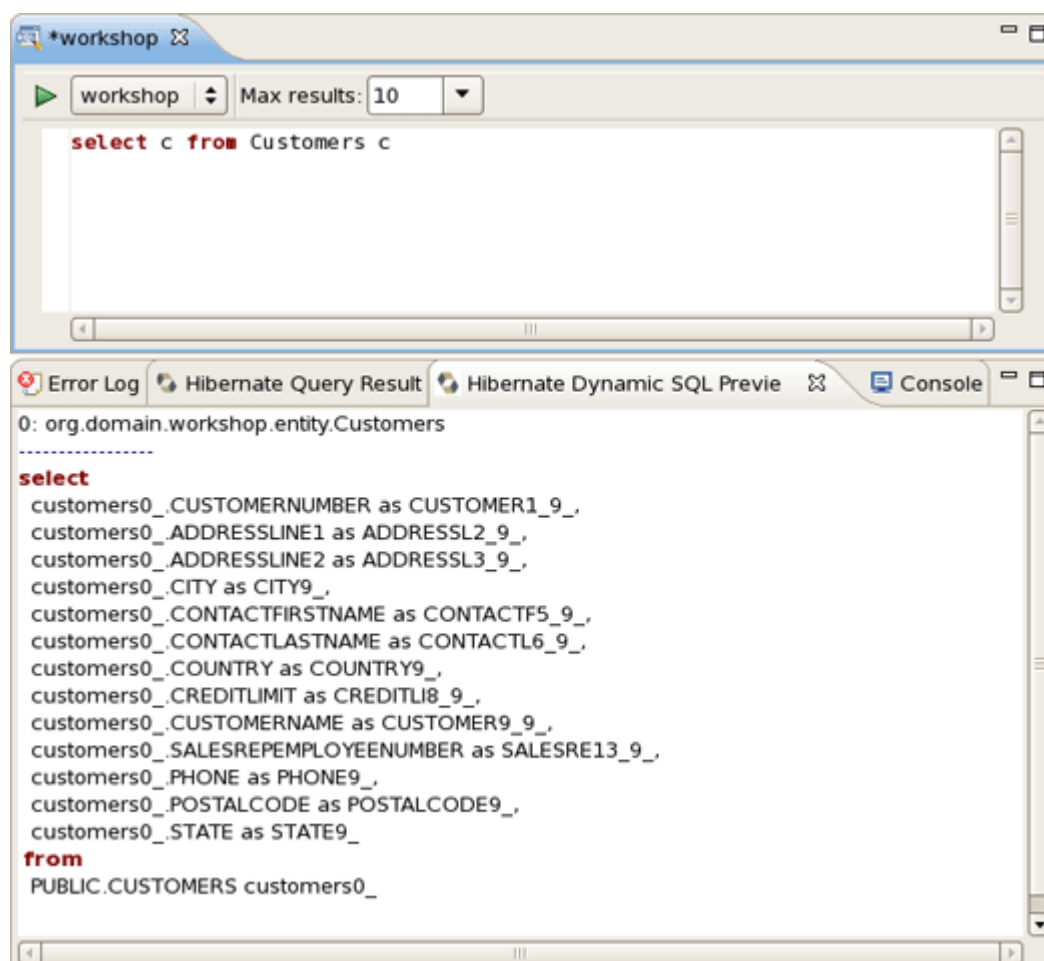 *workshop
workshop Max results: 10
select c from Customers c
Error Log Hibernate Query Result Hibernate Dynamic SQL Previe Console
0: org.domain.workshop.entity.Customers
-----------------
select
customers0_.CUSTOMERNUMBER as CUSTOMER1_9_,
customers0_.ADDRESSLINE1 as ADDRESSL2_9_,
customers0_.ADDRESSLINE2 as ADDRESSL3_9_,
customers0_.CITY as CITY9_,
customers0_.CONTACTFIRSTNAME as CONTACTF5_9_,
customers0_.CONTACTLASTNAME as CONTACTL6_9_,
customers0_.COUNTRY as COUNTRY9_,
customers0_.CREDITLIMIT as CREDITLI8_9_,
customers0_.CUSTOMERNAME as CUSTOMER9_9_,
customers0_.SALESREPEMPLOYEENUMBER as SALESRE13_9_,
customers0_.PHONE as PHONE9_,
customers0_.POSTALCODE as POSTALCODE9_,
customers0_.STATE as STATE9_
from
PUBLIC.CUSTOMERS customers0_